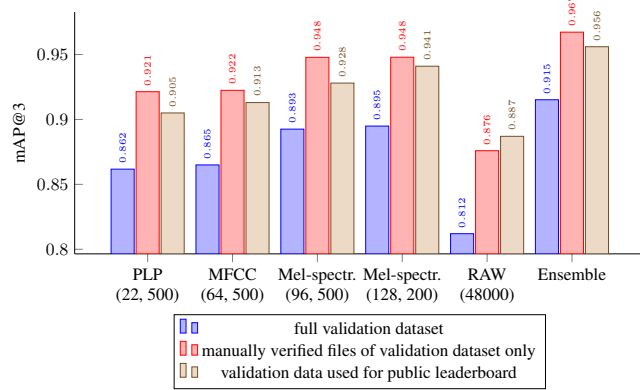 mAP@3
0.95
0.9
0.85
0.8
0.862
0.921
0.905
0.865
0.922
0.913
0.893
0.948
0.928
0.895
0.948
0.941
0.812
0.876
0.887
0.915
0.967
0.956
PLP
(22, 500)
MFCC
(64, 500)
Mel-spectr.
(96, 500)
Mel-spectr.
(128, 200)
RAW
(48000)
Ensemble
full validation dataset
manually verified files of validation dataset only
validation data used for public leaderboard